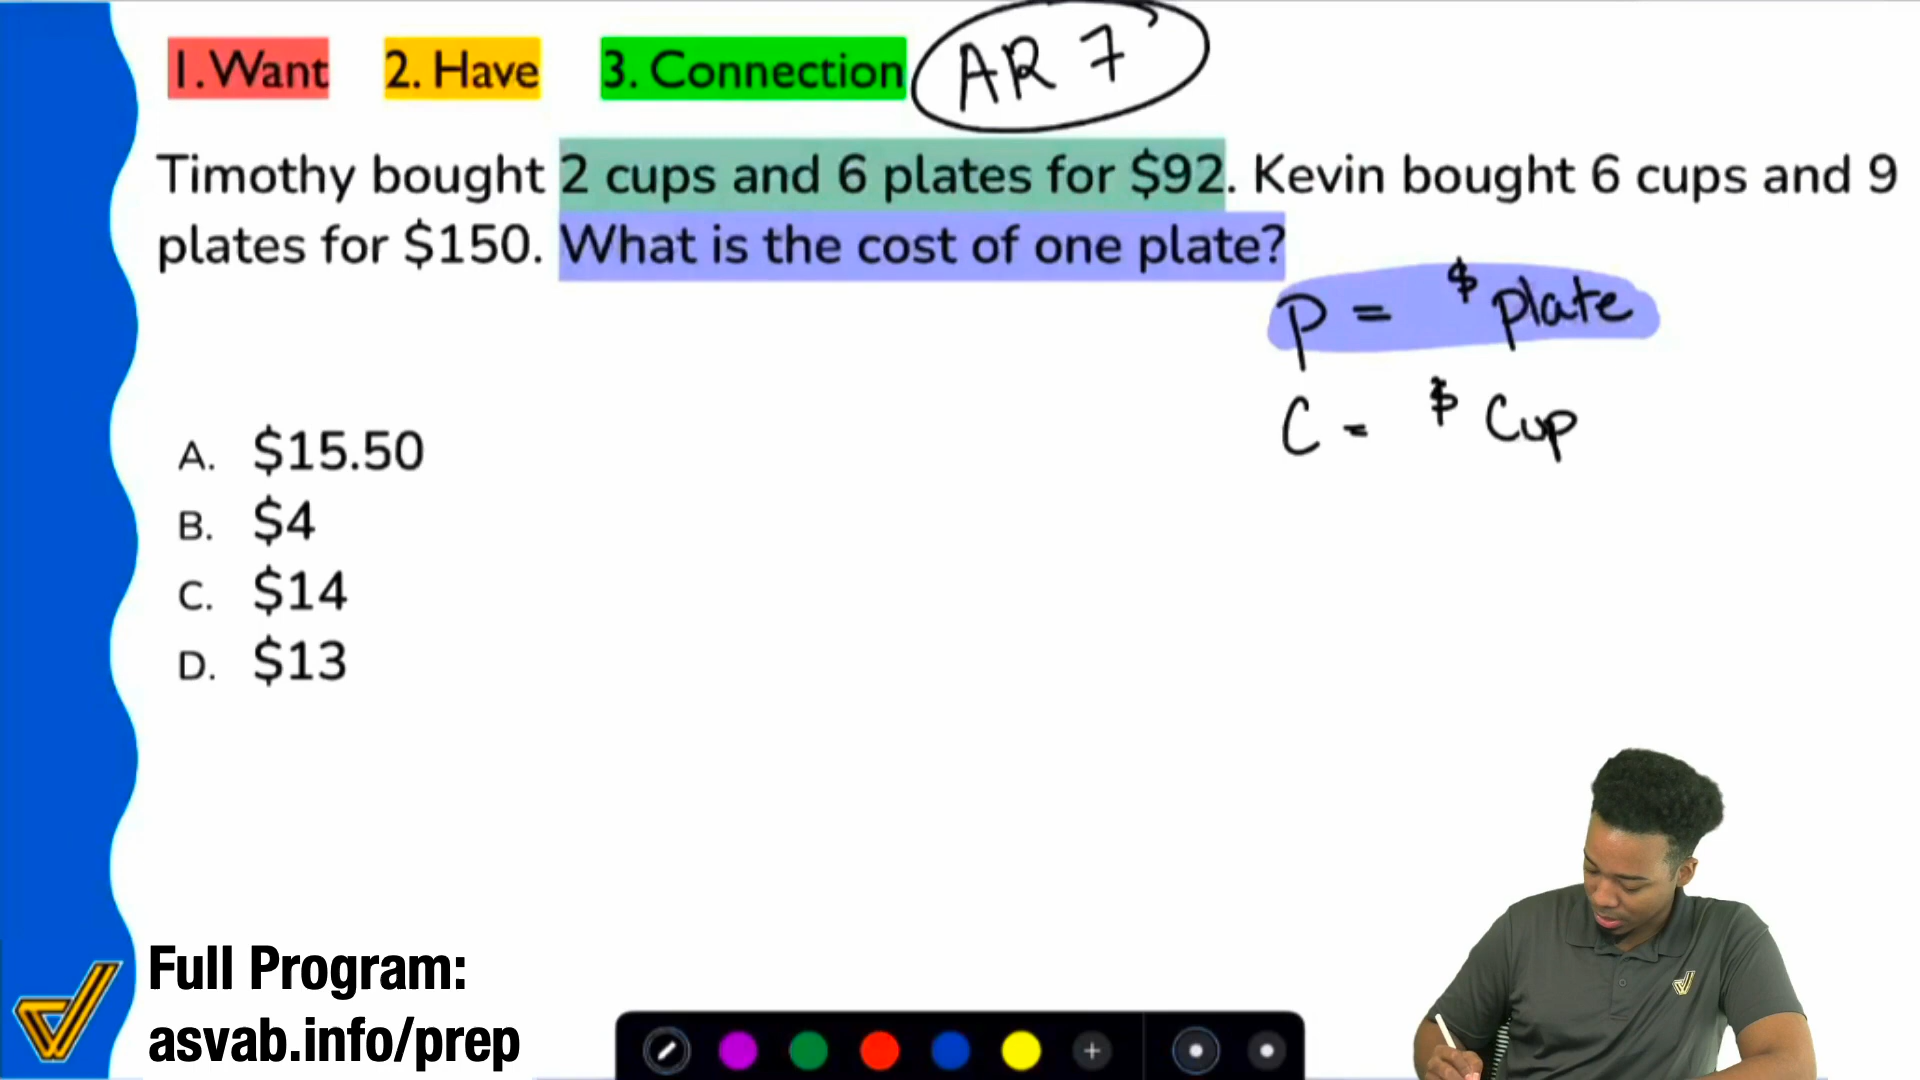 1. Want 2. Have 3. Connection AR 7
Timothy bought 2 cups and 6 plates for $92. Kevin bought 6 cups and 9
plates for $150. What is the cost of one plate?
P = $ plate
C = $ Cup
A. $15.50
B. $4
C. $14
D. $13
Full Program:
asvab.info/prep